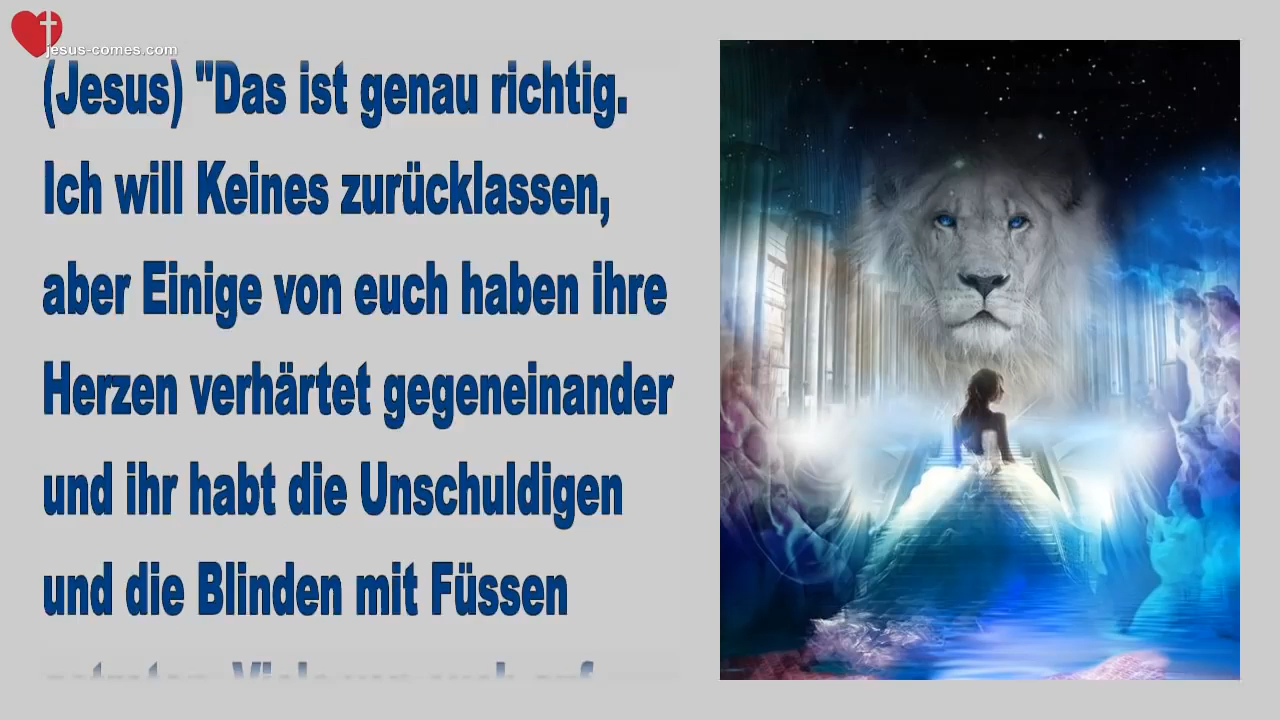 jesus-comes.com
(Jesus) "Das ist genau richtig.
Ich will Keines zurücklassen,
aber Einige von euch haben ihre
Herzen verhärtet gegeneinander
und ihr habt die Unschuldigen
und die Blinden mit Füssen